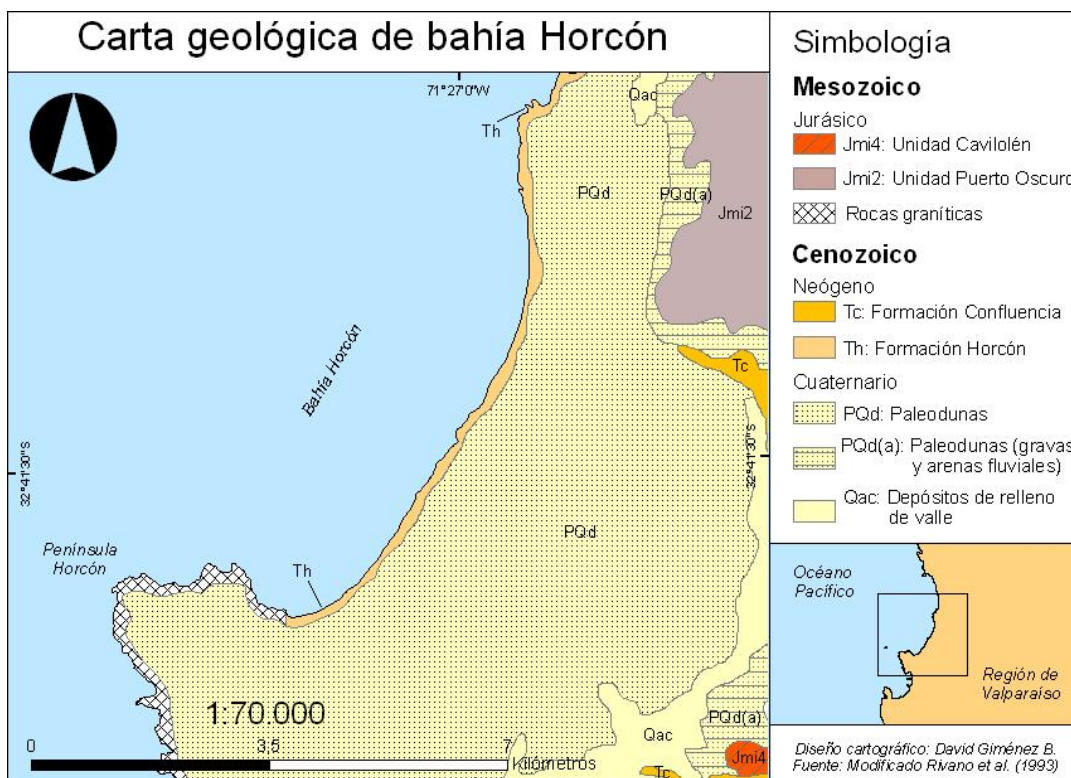 Carta geológica de bahía Horcón
71°27'0"W
Qac
Th
PQd
PQd(a)
Jmi2
Bahía Horcón
Tc
32°41'30"S
32°41'30"S
PQd
Península
Horcón
Th
1:70.000
PQd(a)
Qac
Jmi4
Tc
0
3,5
7
Kilómetros
Simbología
Mesozoico
Jurásico
Jmi4: Unidad Cavilolén
Jmi2: Unidad Puerto Oscuro
Rocas graníticas
Cenozoico
Neógeno
Tc: Formación Confluencia
Th: Formación Horcón
Cuaternario
PQd: Paleodunas
PQd(a): Paleodunas (gravas
y arenas fluviales)
Qac: Depósitos de relleno
de valle
Océano
Pacífico
Región de
Valparaíso
Diseño cartográfico: David Giménez B.
Fuente: Modificado Rivano et al. (1993)